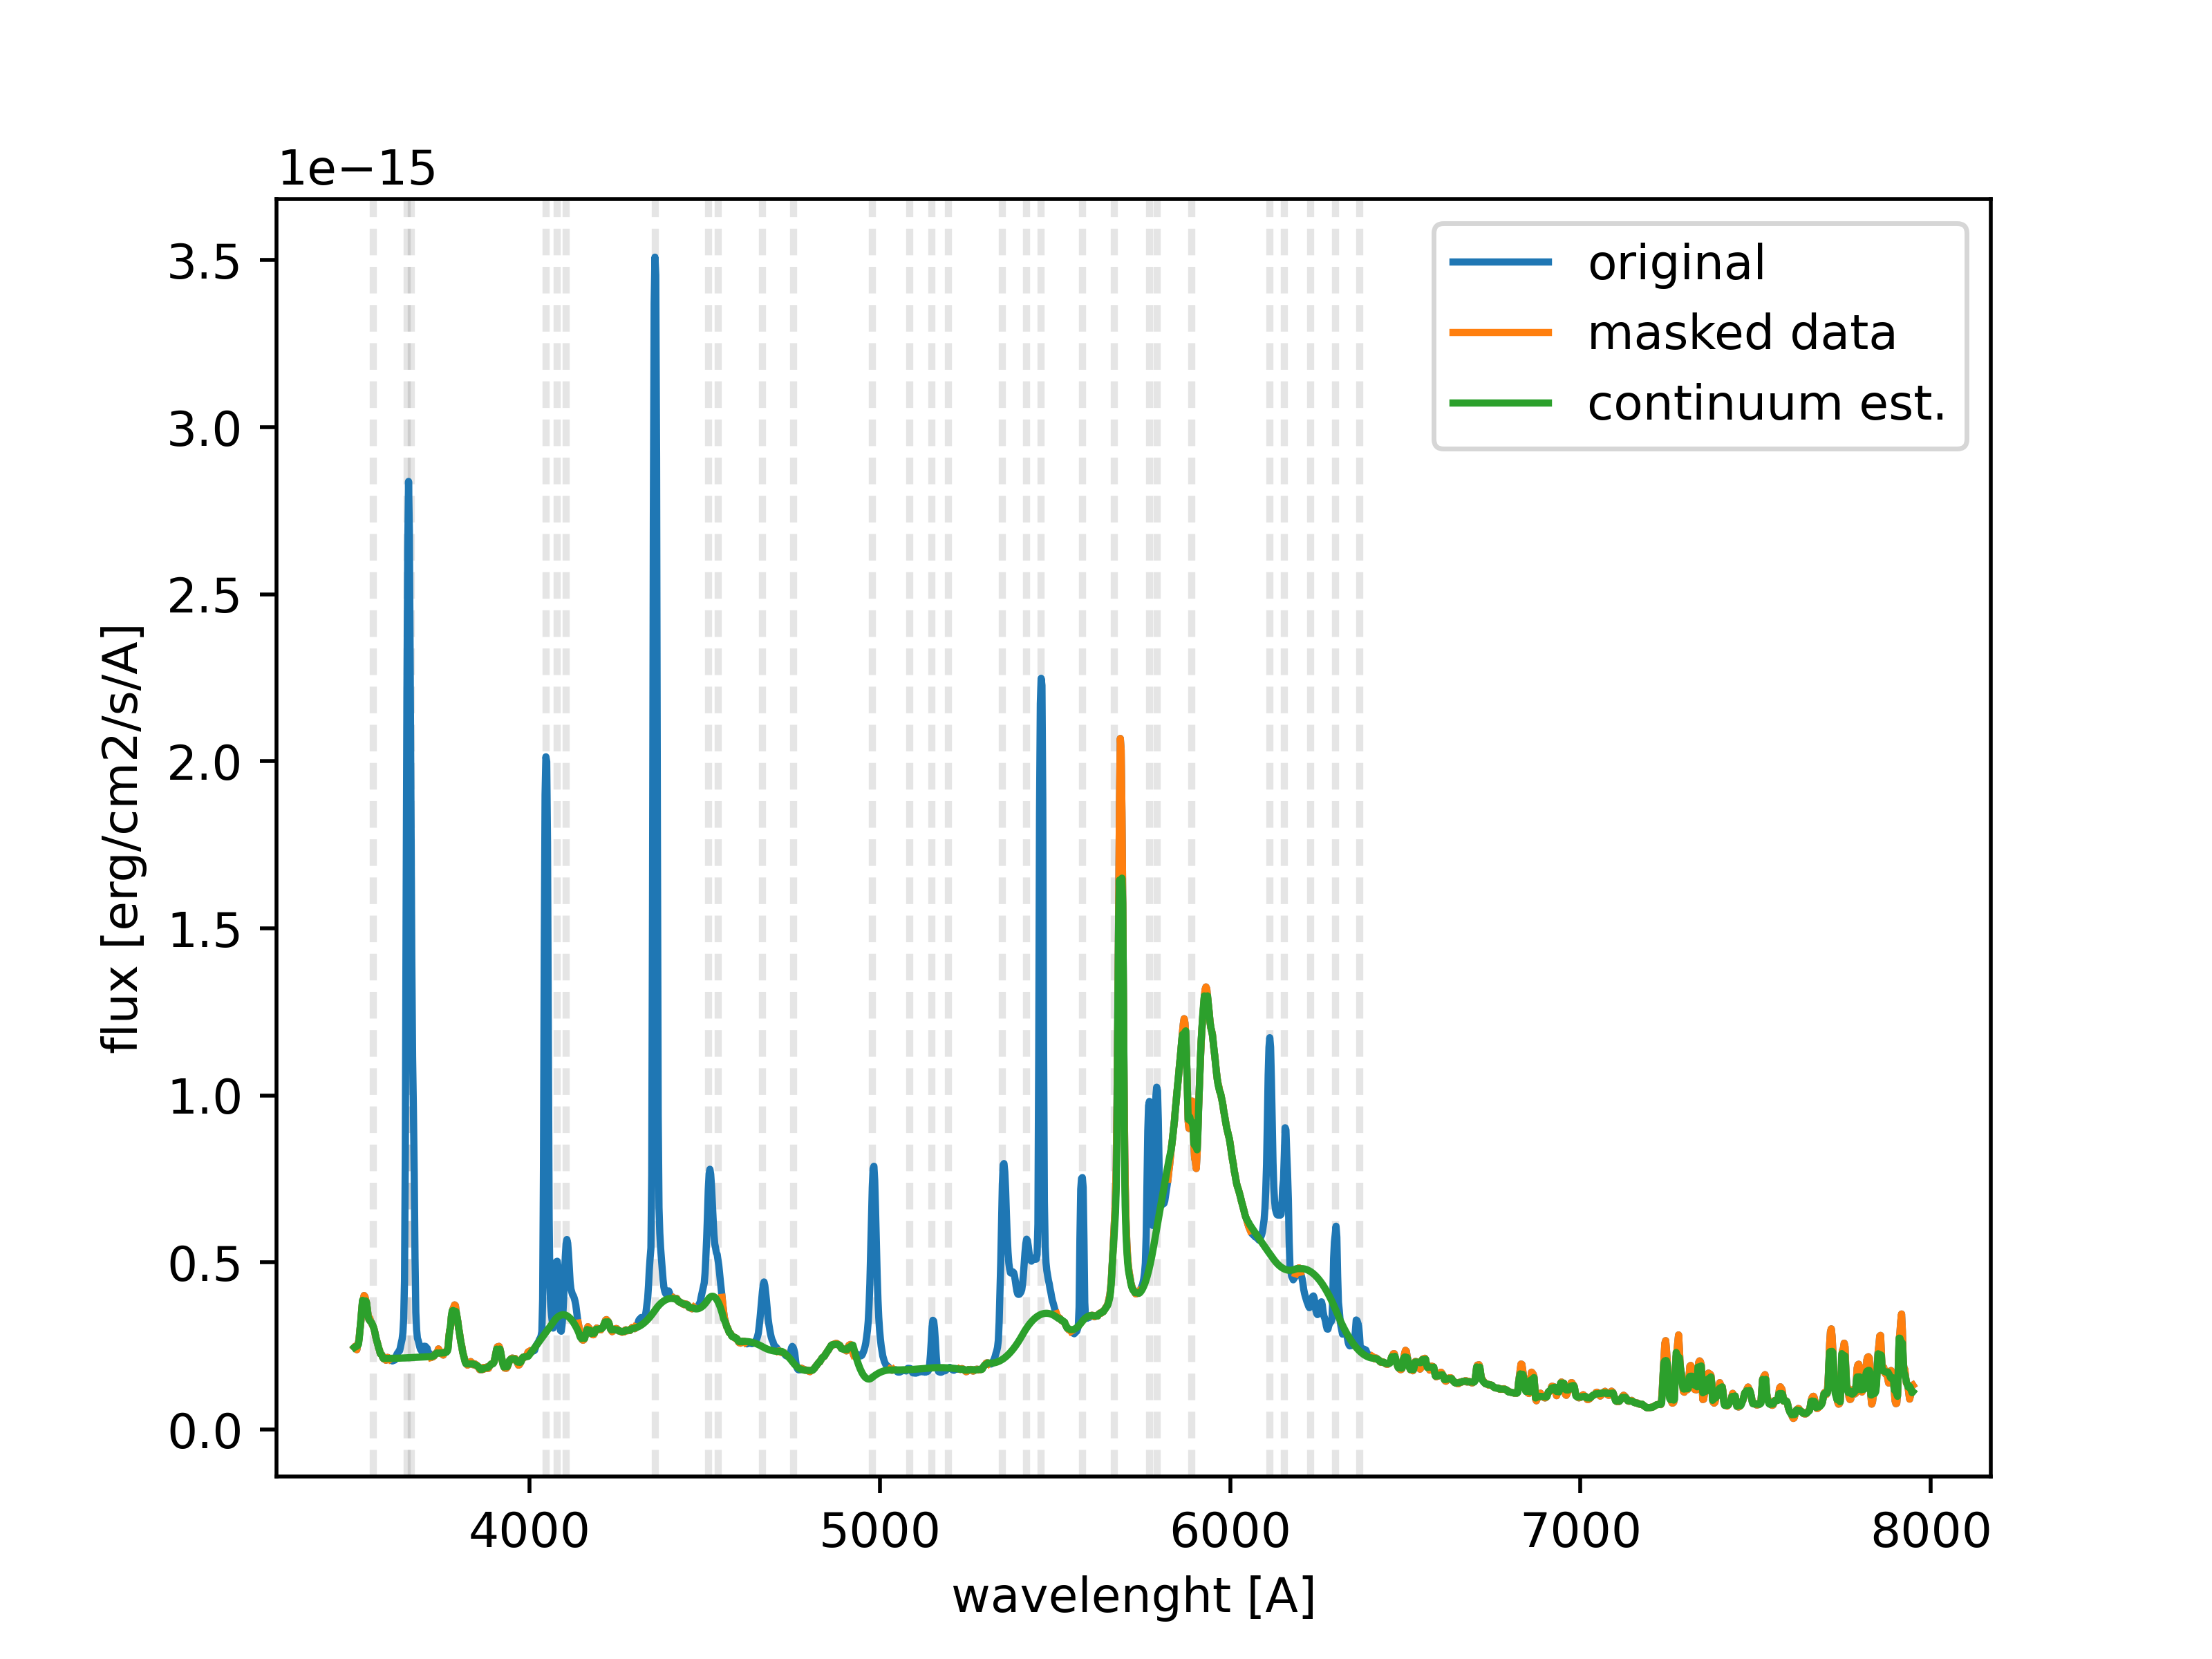 1e−15
3.5
3.0
2.5
2.0
1.5
1.0
0.5
0.0
flux [erg/cm2/s/A]
original
masked data
continuum est.
4000 5000 6000 7000 8000
wavelenght [A]